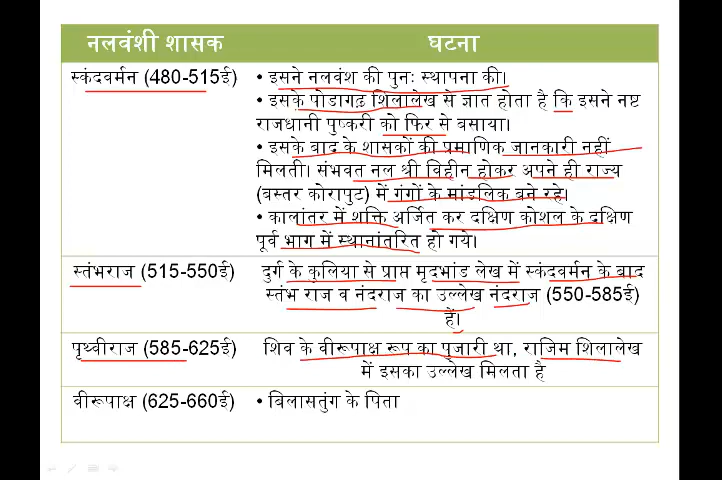 नलवंशी शासक घटना
स्कंदवर्मन (480-515ई)
• इसने नलवंश की पुनः स्थापना की।
• इसके पोडागढ़ शिलालेख से ज्ञात होता है कि इसने नष्ट
राजधानी पुष्करी को फिर से बसाया।
• इसके बाद के शासकों की प्रमाणिक जानकारी नहीं
मिलती। संभवत नल श्री विहीन होकर अपने ही राज्य
(बस्तर कोरापुट) में गंगों के मांडलिक बने रहे।
• कालांतर में शक्ति अर्जित कर दक्षिण कोशल के दक्षिण
पूर्व भाग में स्थानांतरित हो गये।
स्तंभराज (515-550ई)
दुर्ग के कुलिया से प्राप्त मृदभांड लेख में स्कंदवर्मन के बाद
स्तंभ राज व नंदराज का उल्लेख नंदराज (550-585ई)
हैं।
पृथ्वीराज (585-625ई)
शिव के वीरूपाक्ष रूप का पुजारी था, राजिम शिलालेख
में इसका उल्लेख मिलता है
वीरूपाक्ष (625-660ई)
• विलासतुंग के पिता